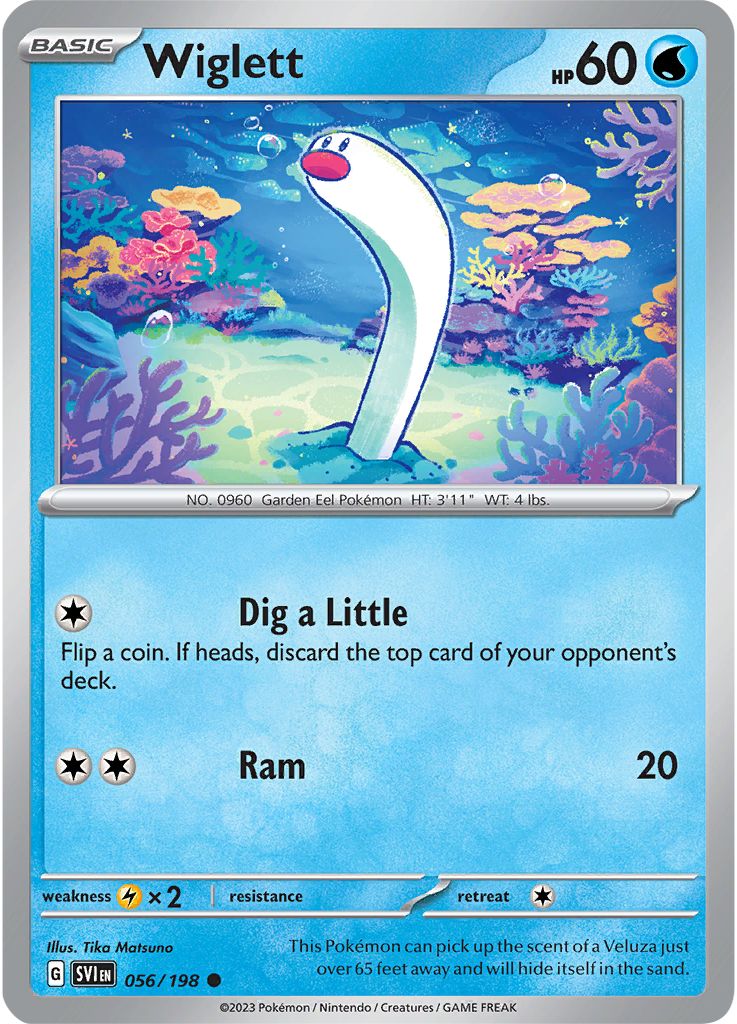 BASIC Wiglett HP60
NO. 0960 Garden Eel Pokémon HT: 3'11" WT: 4 lbs.
Dig a Little
Flip a coin. If heads, discard the top card of your opponent's
deck.
Ram 20
weakness ×2 resistance retreat
Illus. Tika Matsuno
This Pokémon can pick up the scent of a Veluza just
over 65 feet away and will hide itself in the sand.
G SVI EN 056/198
©2023 Pokémon / Nintendo / Creatures / GAME FREAK